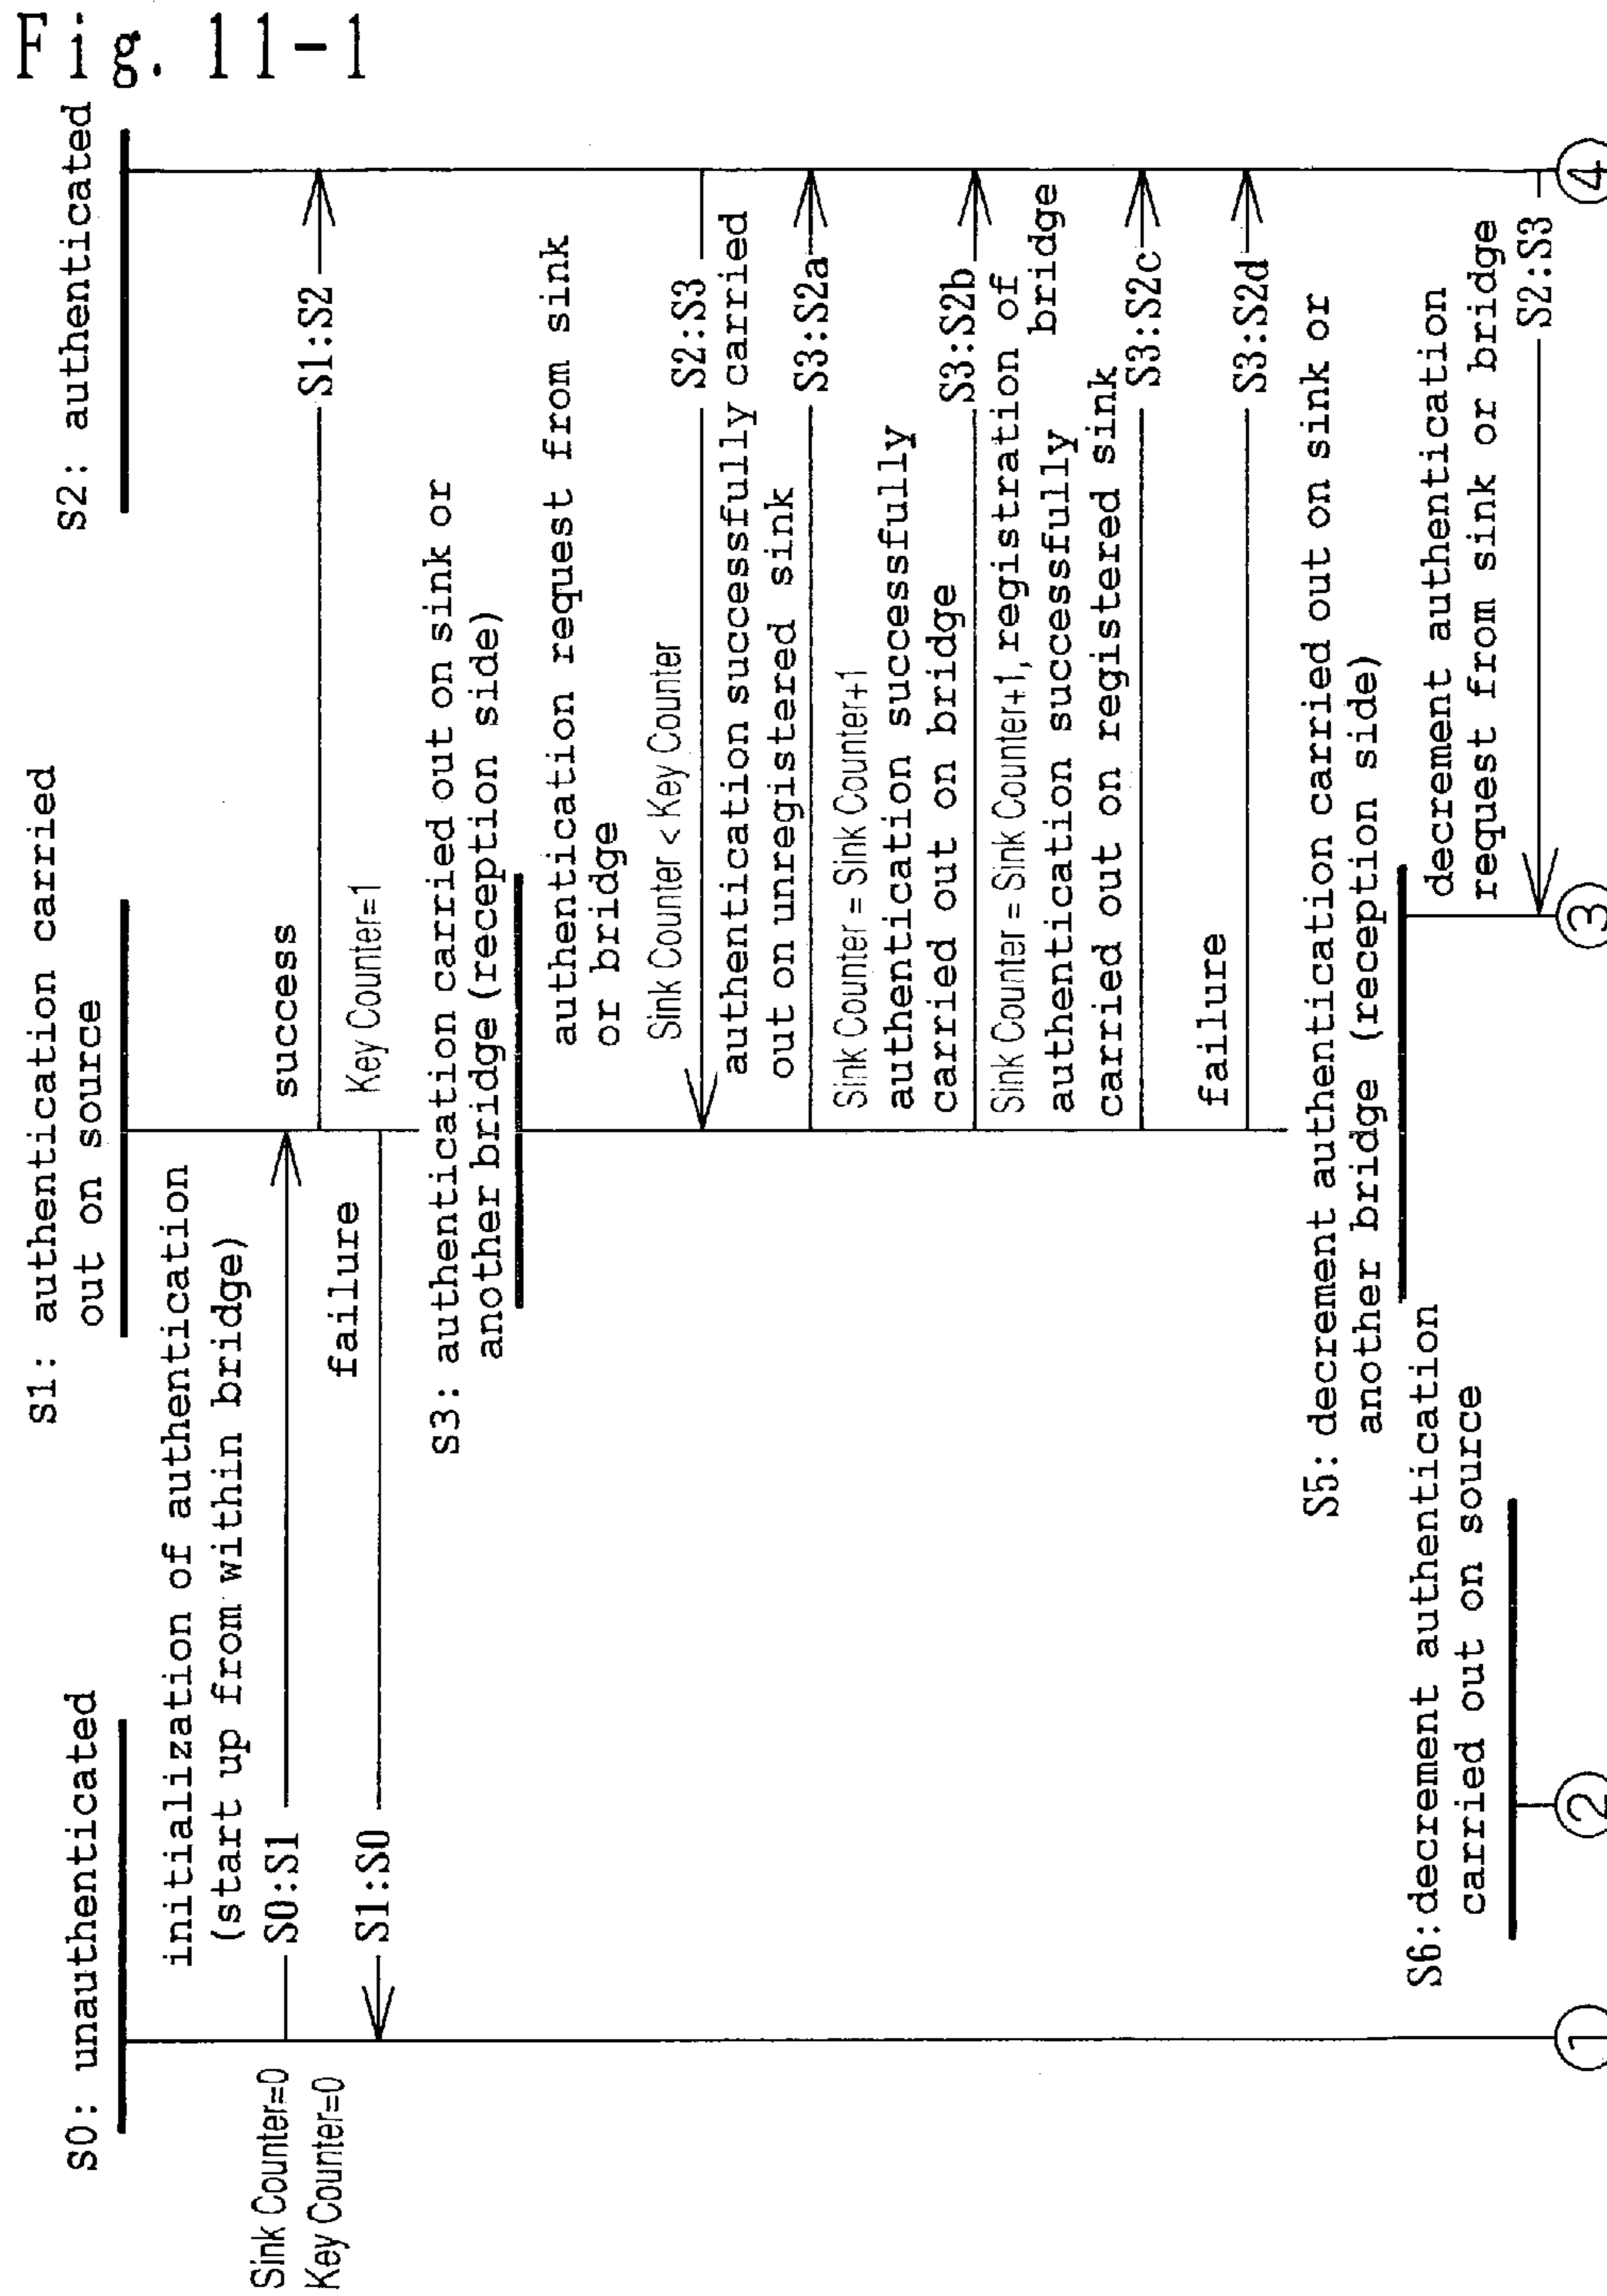 Fig. 11-1
S0: unauthenticated
S1: authentication carried
out on source
S2: authenticated
initialization of authentication
(start up from within bridge)
Sink Counter=0
Key Counter=0
S0:S1
success
S1:S2
Key Counter=1
failure
S1:S0
S3: authentication carried out on sink or
another bridge (reception side)
authentication request from sink
or bridge
Sink Counter < Key Counter
S2:S3
authentication successfully carried
out on unregistered sink
S3:S2a
Sink Counter = Sink Counter+1
authentication successfully
carried out on bridge
S3:S2b
Sink Counter = Sink Counter+1, registration of
bridge
authentication successfully
carried out on registered sink
S3:S2c
failure
S3:S2d
S5: decrement authentication carried out on sink or
another bridge (reception side)
decrement authentication
request from sink or bridge
S2:S3
S6:decrement authentication
carried out on source
1
2
3
4